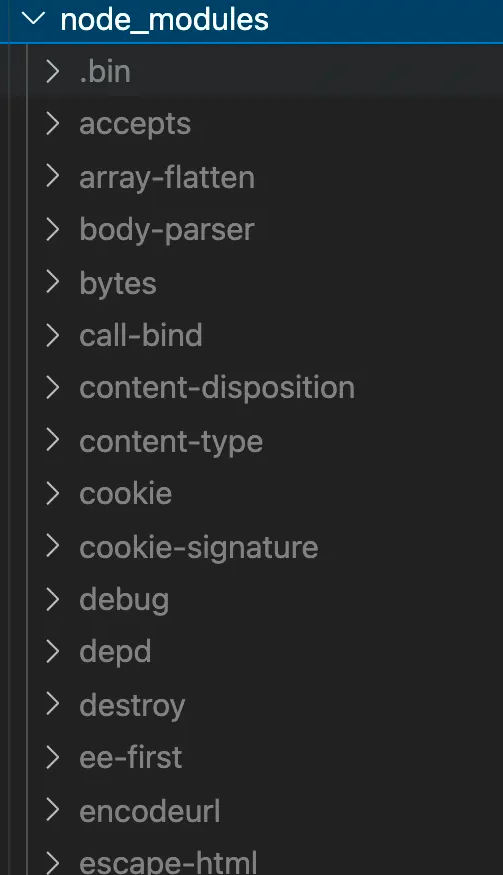 node_modules
.bin
accepts
array-flatten
body-parser
bytes
call-bind
content-disposition
content-type
cookie
cookie-signature
debug
depd
destroy
ee-first
encodeurl
escape-html